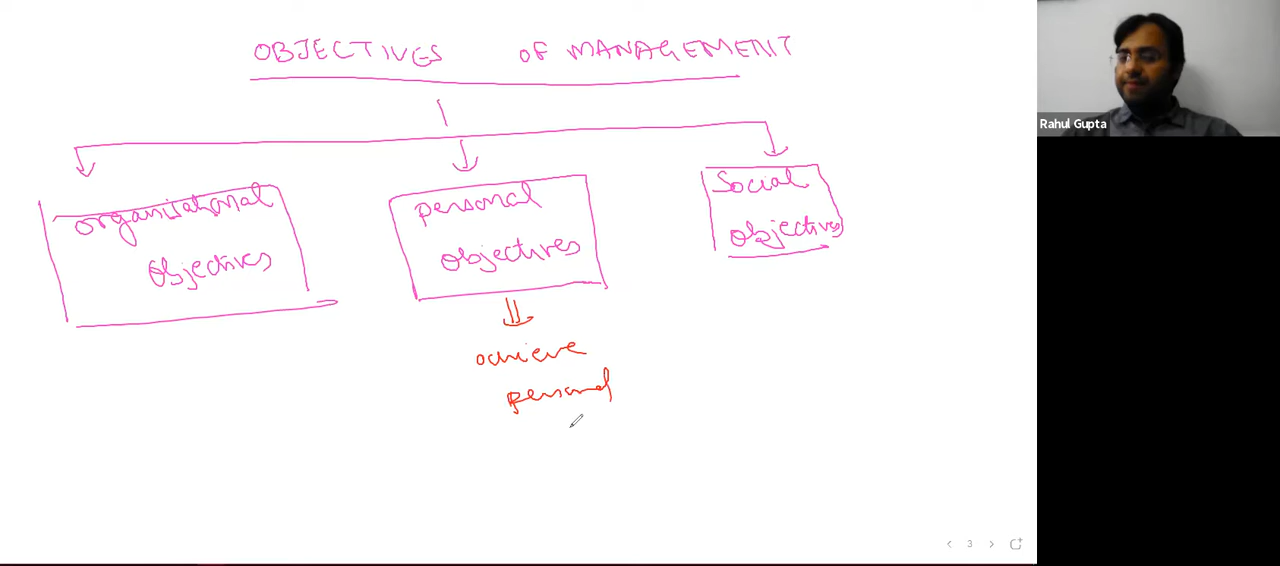 OBJECTIVES OF MANAGEMENT
organisational
objectives
personal
objectives
Social
objectives
achieve
personal
Rahul Gupta
3